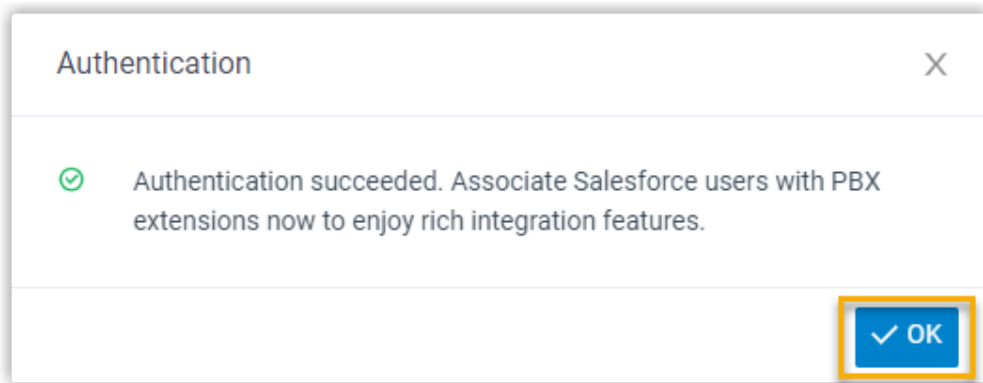 Authentication
Authentication succeeded. Associate Salesforce users with PBX
extensions now to enjoy rich integration features.
OK